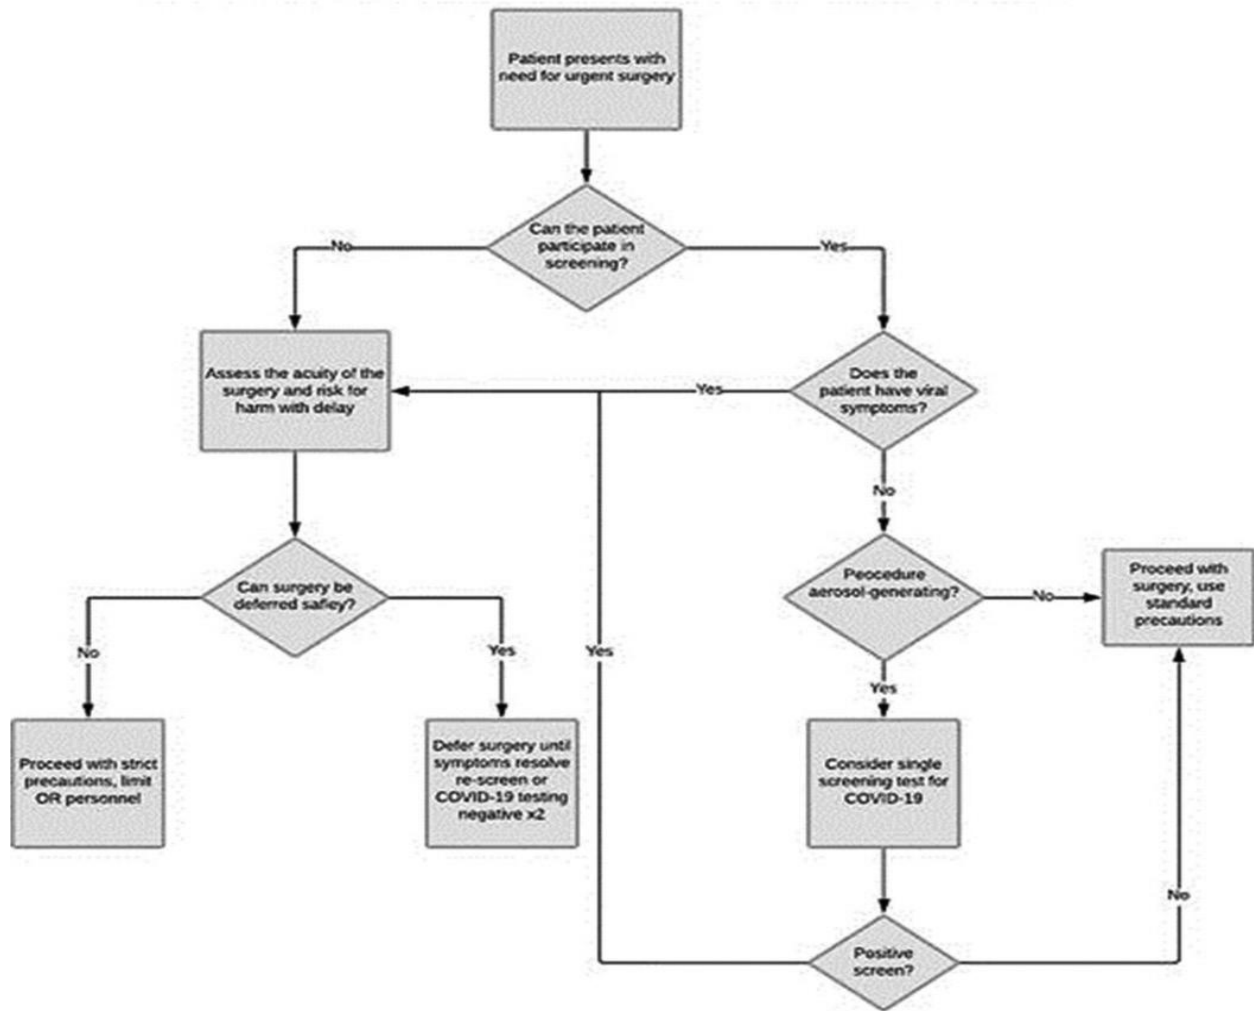 Patient presents with
need for urgent surgery
Can the patient
participate in
screening?
No
Yes
Assess the acuity of the
surgery and risk for
harm with delay
Does the
patient have viral
symptoms?
Yes
No
Can surgery be
deferred safley?
Peocedure
aerosol-generating?
No
Proceed with
surgery, use
standard
precautions
No
Yes
Yes
Yes
Proceed with strict
precautions, limit
OR personnel
Defer surgery until
symptoms resolve
re-screen or
COVID-19 testing
negative x2
Consider single
screening test for
COVID-19
No
Positive
screen?